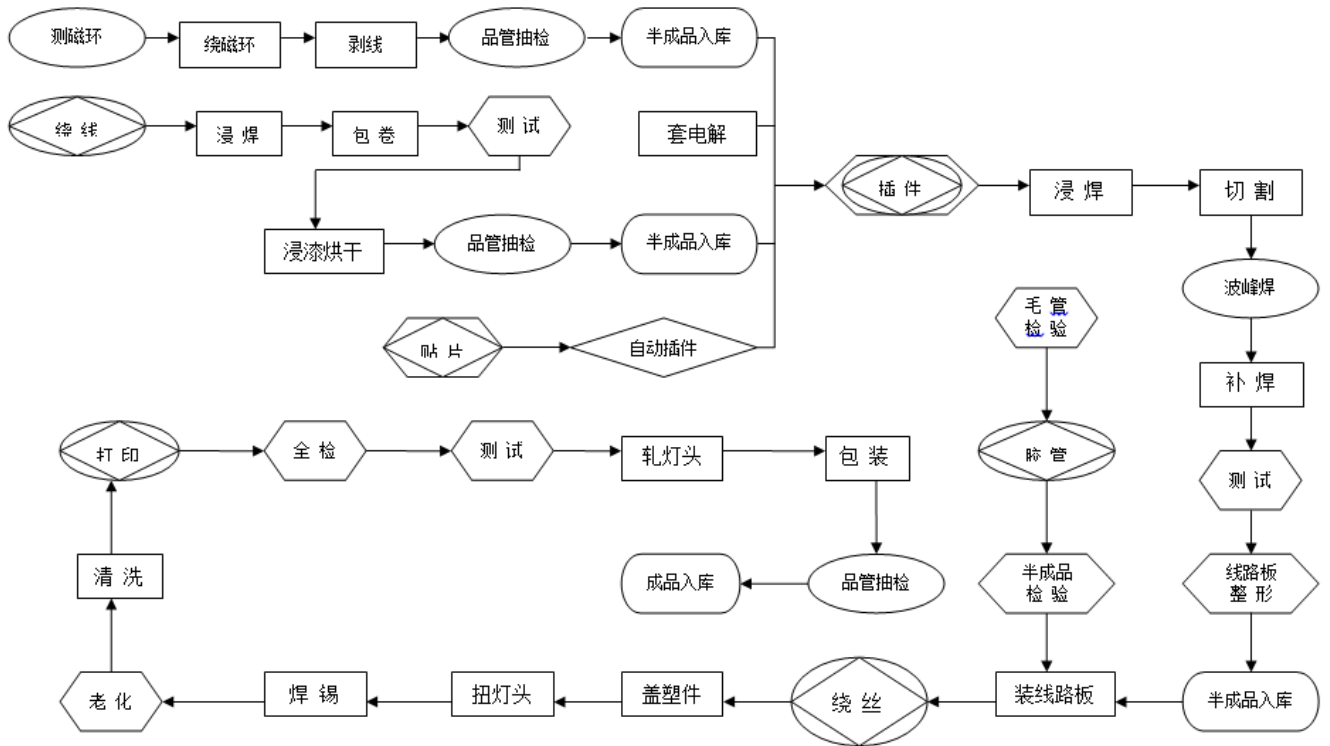 测磁环
绕磁环
剥线
品管抽检
半成品入库
绕 线
浸 焊
包 卷
测 试
套电解
插 件
浸 焊
切 割
浸漆烘干
品管抽检
半成品入库
波峰焊
毛 管
检 验
贴 片
自动插件
补 焊
打 印
全 检
测 试
轧灯头
包 装
胶 管
测 试
清 洗
成品入库
品管抽检
半成品
检 验
线路板
整 形
老 化
焊 锡
扭灯头
盖塑件
绕 丝
装线路板
半成品入库